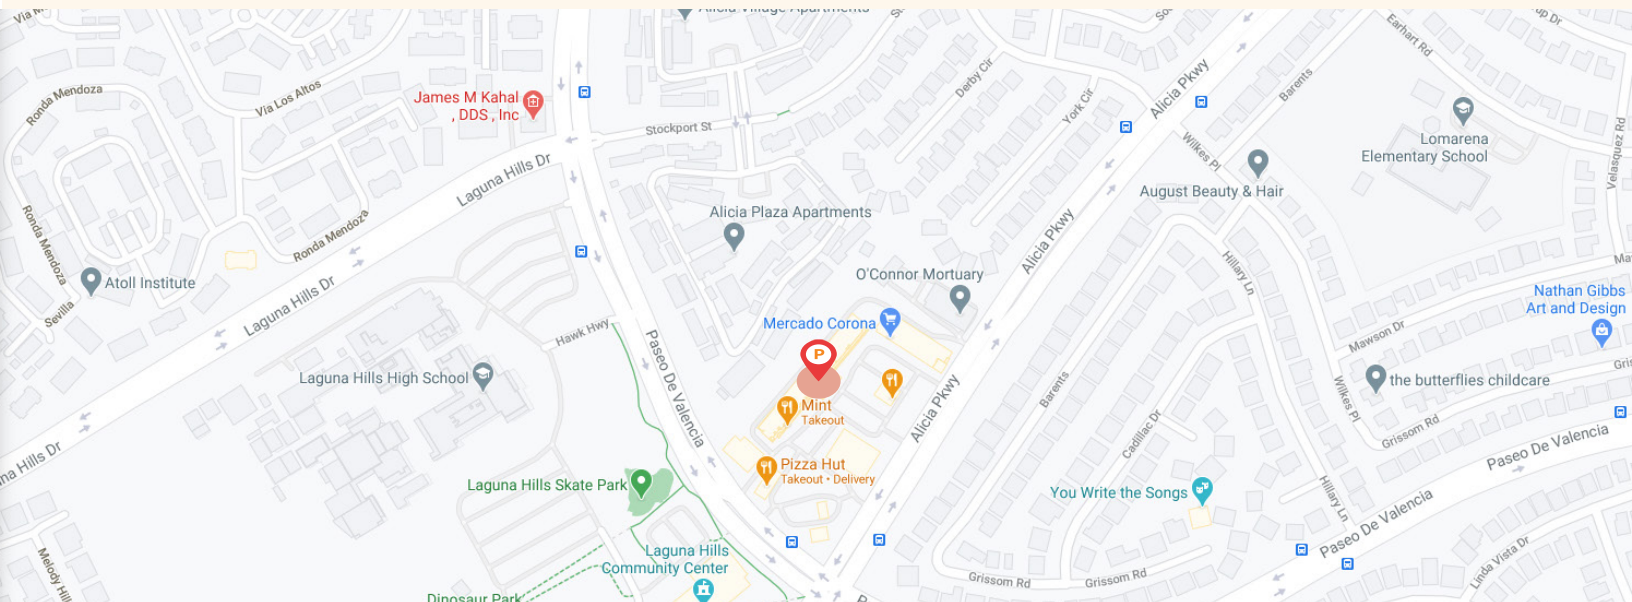 Alicia Village Apartments
Earhart Rd
Ronda Mendoza
Via Los Altos
James M Kahal
, DDS , Inc
Stockport St
Derby Cir
York Cir
Alicia Pkwy
Barents
Wilkes Pl
Lomarena
Elementary School
Velasquez Rd
Laguna Hills Dr
August Beauty & Hair
Alicia Plaza Apartments
Ronda Mendoza
Ronda Mendoza
Alicia Pkwy
Atoll Institute
Sevilla
Laguna Hills Dr
O'Connor Mortuary
Hillary Ln
Nathan Gibbs
Art and Design
Mercado Corona
P
Hawk Hwy
Paseo De Valencia
Mawson Dr
Laguna Hills High School
Mint
Takeout
Alicia Pkwy
Barents
the butterflies childcare
Wilkes Pl
Grissom Rd
Cadillac Dr
Paseo De Valencia
na Hills Dr
Pizza Hut
Takeout • Delivery
Laguna Hills Skate Park
You Write the Songs
Hillary Ln
Paseo De Valencia
Laguna Hills
Community Center
Melody Hil
Grissom Rd
Grissom Rd
Linda Vista Dr
Dinosaur Park